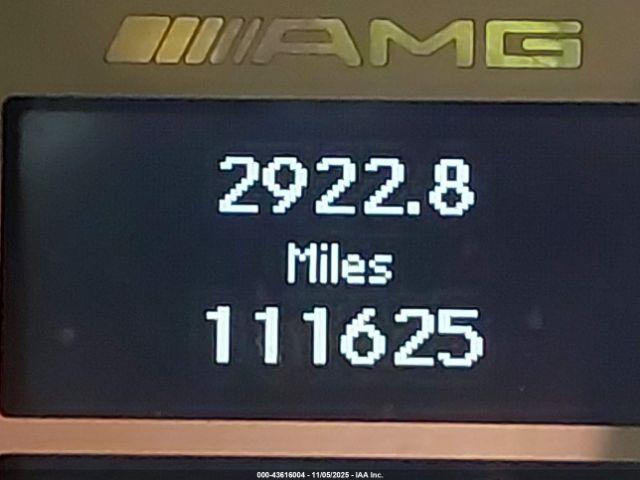 AMG
2922.8
Miles
111625
000-43616004 - 11/05/2025 - IAA Inc.